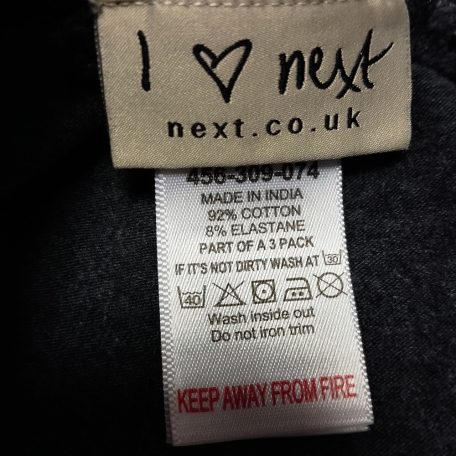 I ♡ next
next.co.uk
456-309-074
MADE IN INDIA
92% COTTON
8% ELASTANE
PART OF A 3 PACK
IF IT'S NOT DIRTY WASH AT 30
40
Wash inside out
Do not iron trim
KEEP AWAY FROM FIRE